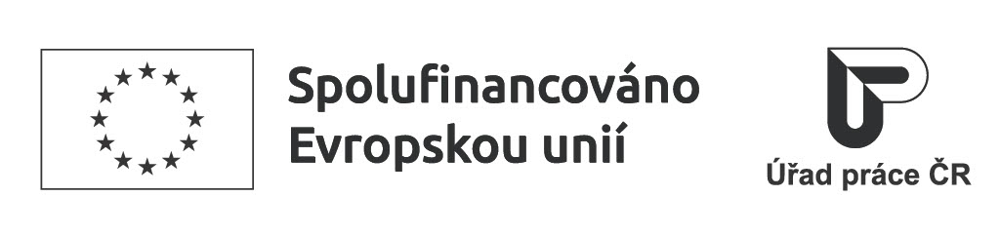 Spolufinancováno
Evropskou unií
Úřad práce ČR